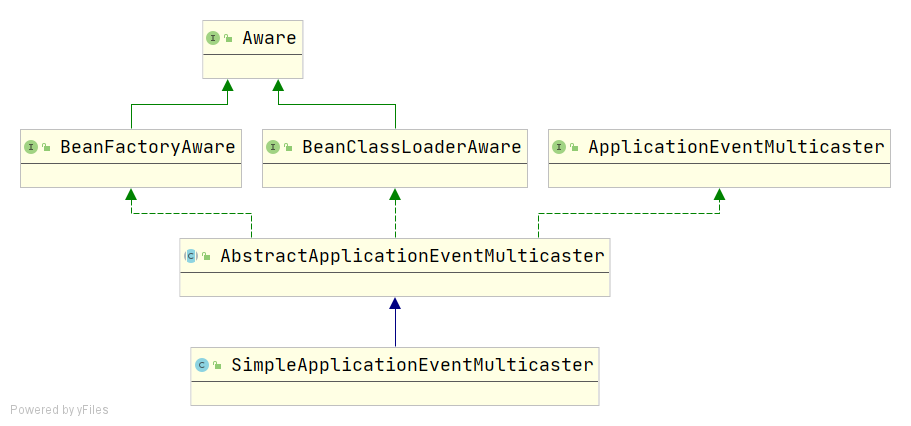 Aware
BeanFactoryAware
BeanClassLoaderAware
ApplicationEventMulticaster
AbstractApplicationEventMulticaster
SimpleApplicationEventMulticaster
Powered by yFiles